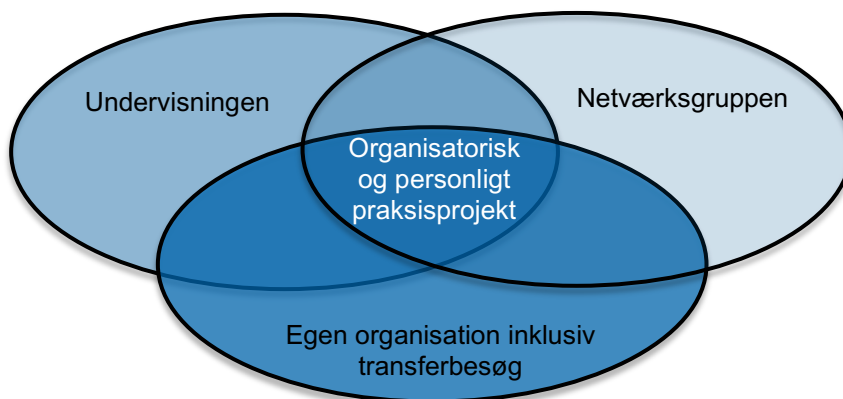 Undervisningen
Netværksgruppen
Organisatorisk
og personligt
praksisprojekt
Egen organisation inklusiv
transferbesøg